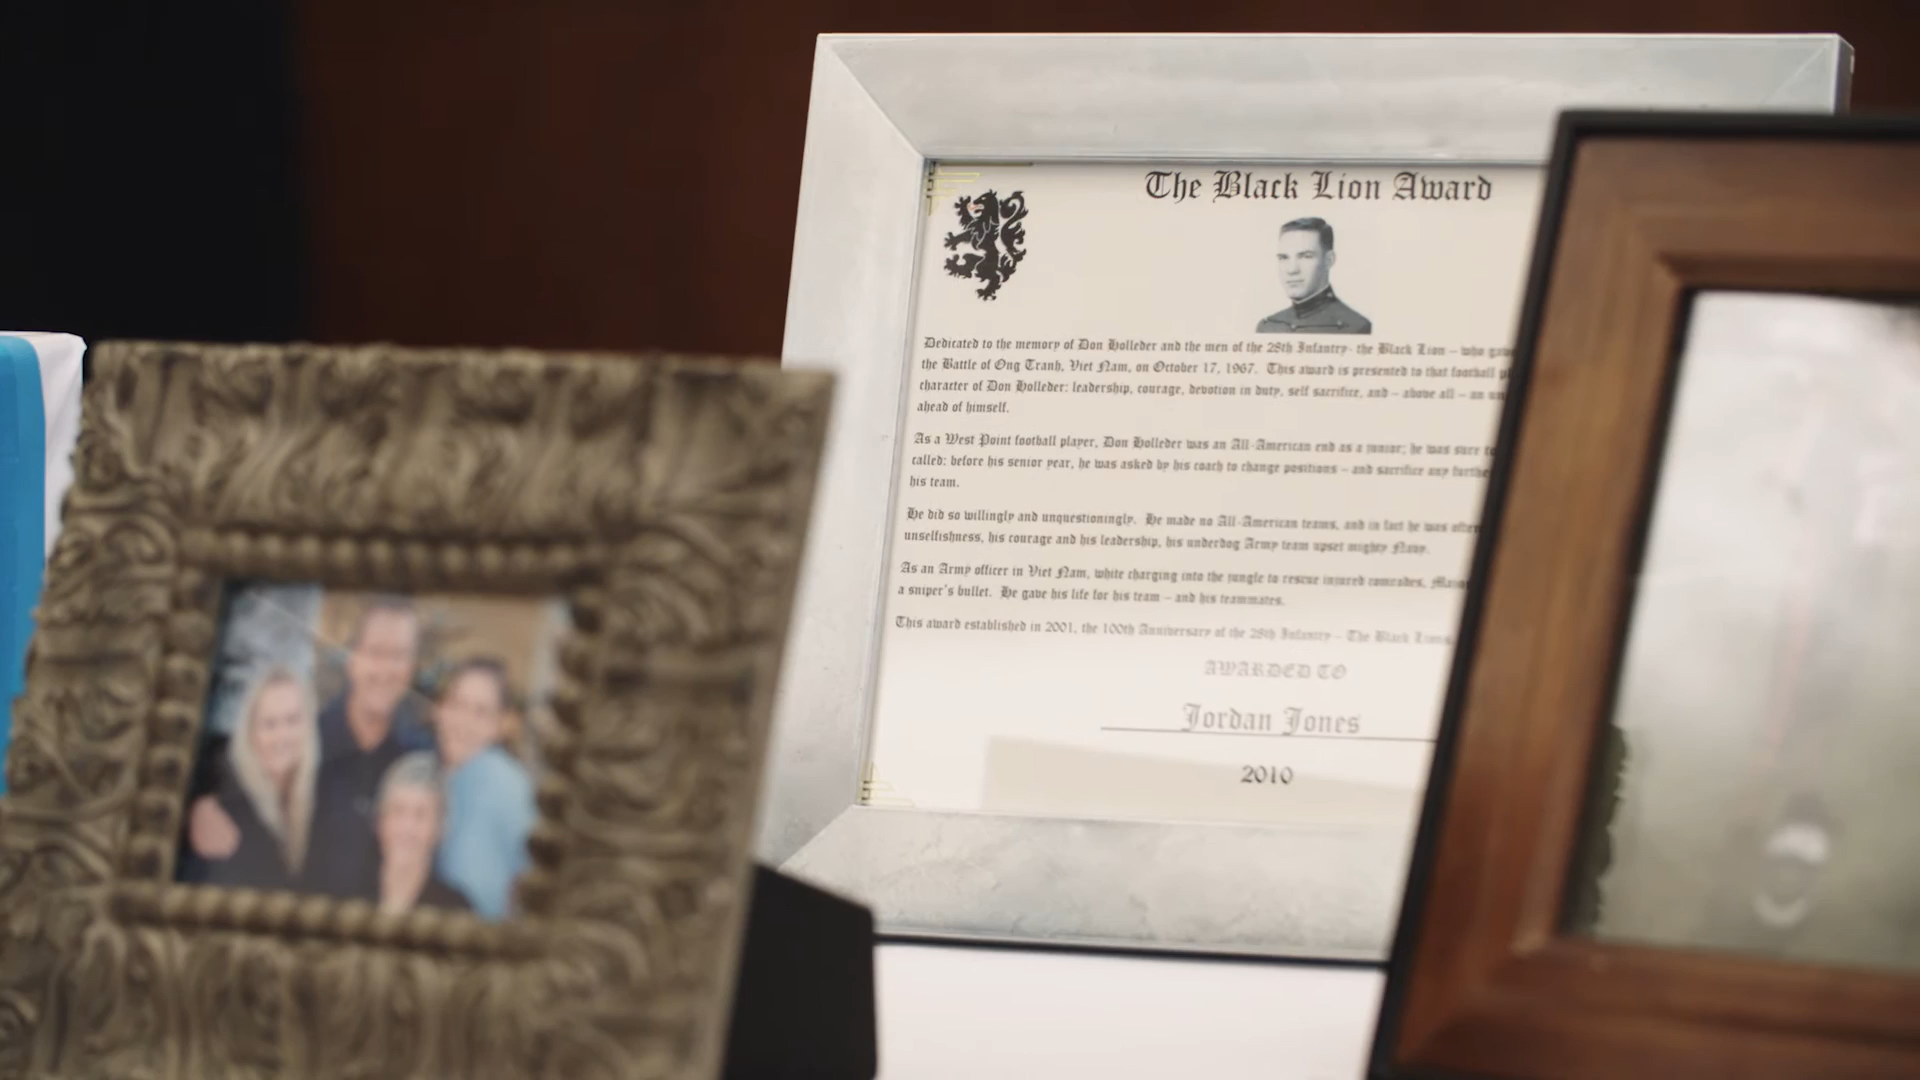 The Black Lion Award
Dedicated to the memory of Don Holleder and the men of the 28th Infantry- the Black Lion – who gav
the Battle of Ong Tranh, Viet Nam, on October 17, 1967. This award is presented to that football
character of Don Holleder: leadership, courage, devotion in duty, self sacrifice, and – above all – an
ahead of himself.
As a West Point football player, Don Holleder was an All-American end as a junior; he was sure
called: before his senior year, he was asked by his coach to change positions – and sacrifice any furthe
his team.
He did so willingly and unquestioningly. He made no All-American teams, and in fact he was often
unselfishness, his courage and his leadership, his underdog Army team upset mighty Navy.
As an Army officer in Viet Nam, white charging into the jungle to rescue injured comrades, Majo
a sniper's bullet. He gave his life for his team – and his teammates.
This award established in 2001, the 100th Anniversary of the 28th Infantry – The Black Lions
AWARDED TO
Jordan Jones
2010